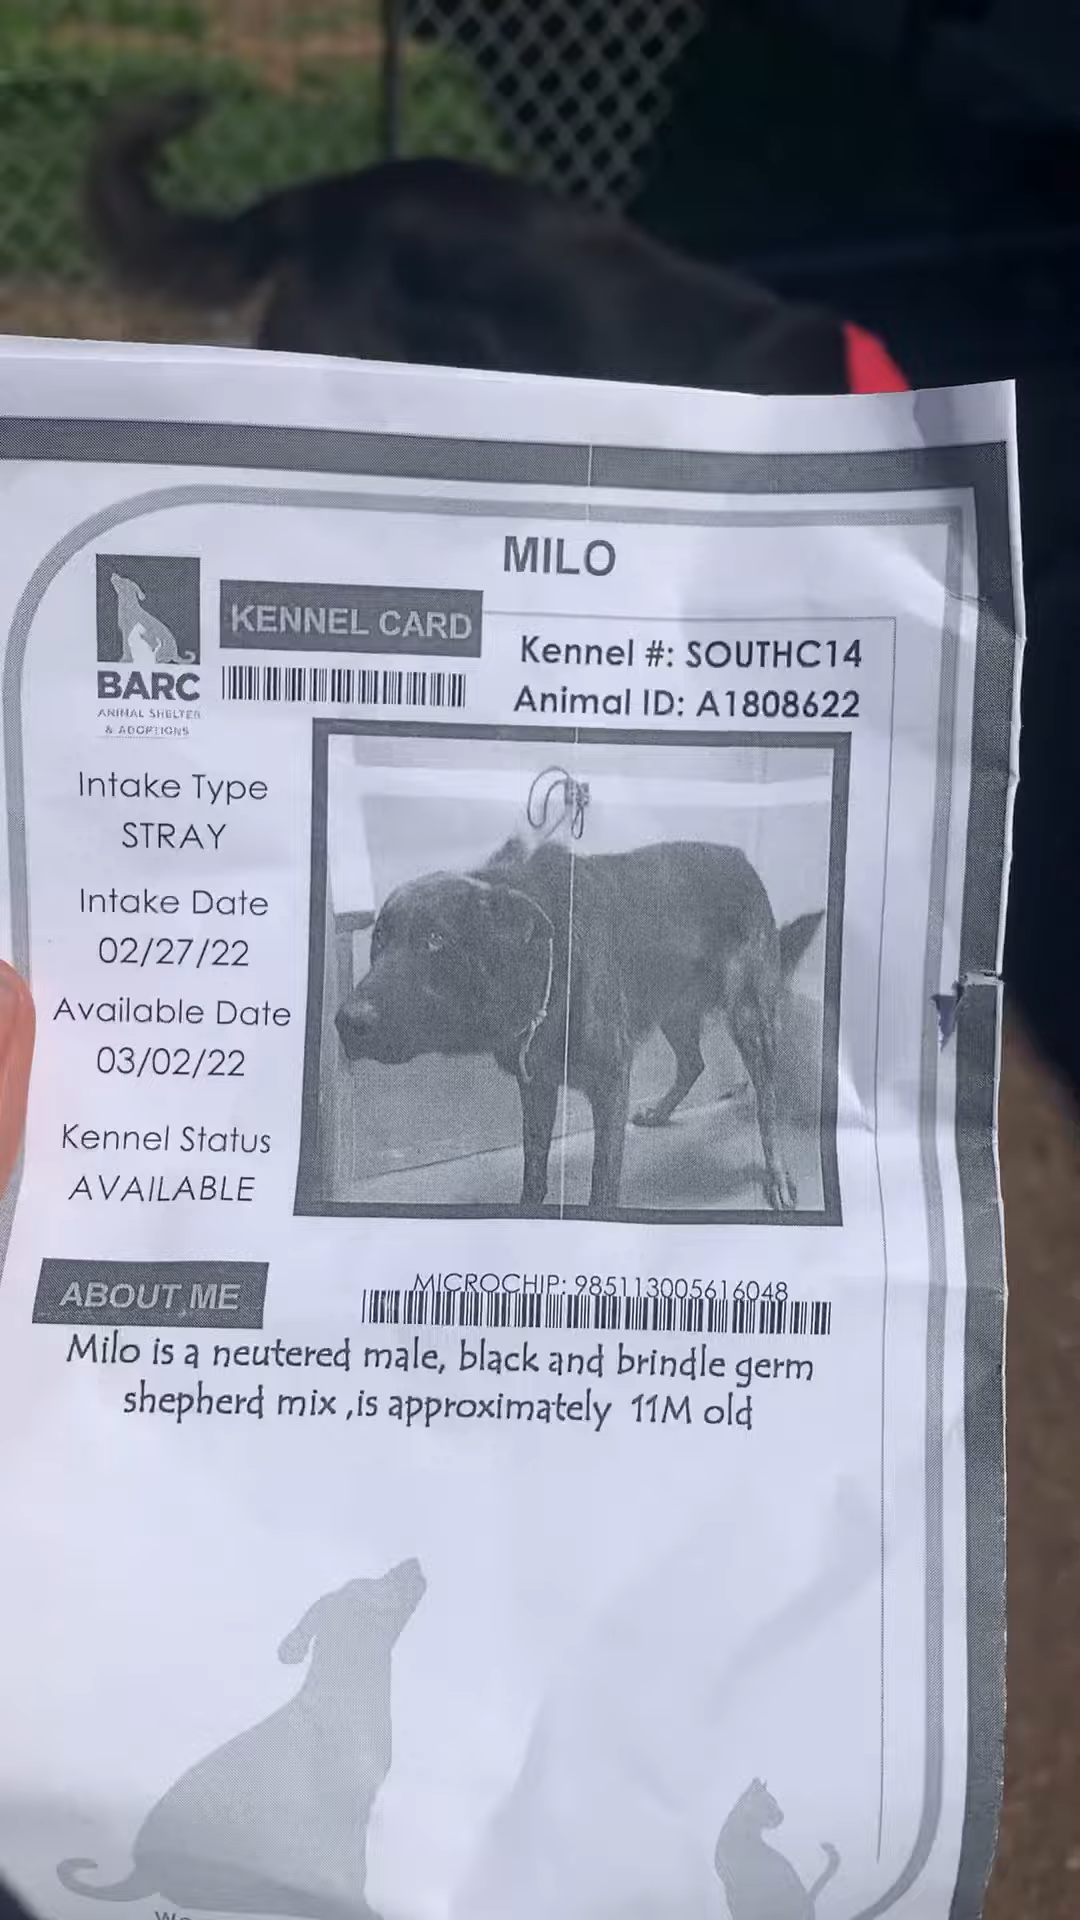 MILO
KENNEL CARD
Kennel #: SOUTHC14
Animal ID: A1808622
BARC
ANIMAL SHELTER
& ADOPTIONS
Intake Type
STRAY
Intake Date
02/27/22
Available Date
03/02/22
Kennel Status
AVAILABLE
ABOUT ME
MICROCHIP: 985113005616048
Milo is a neutered male, black and brindle germ
shepherd mix ,is approximately 11M old